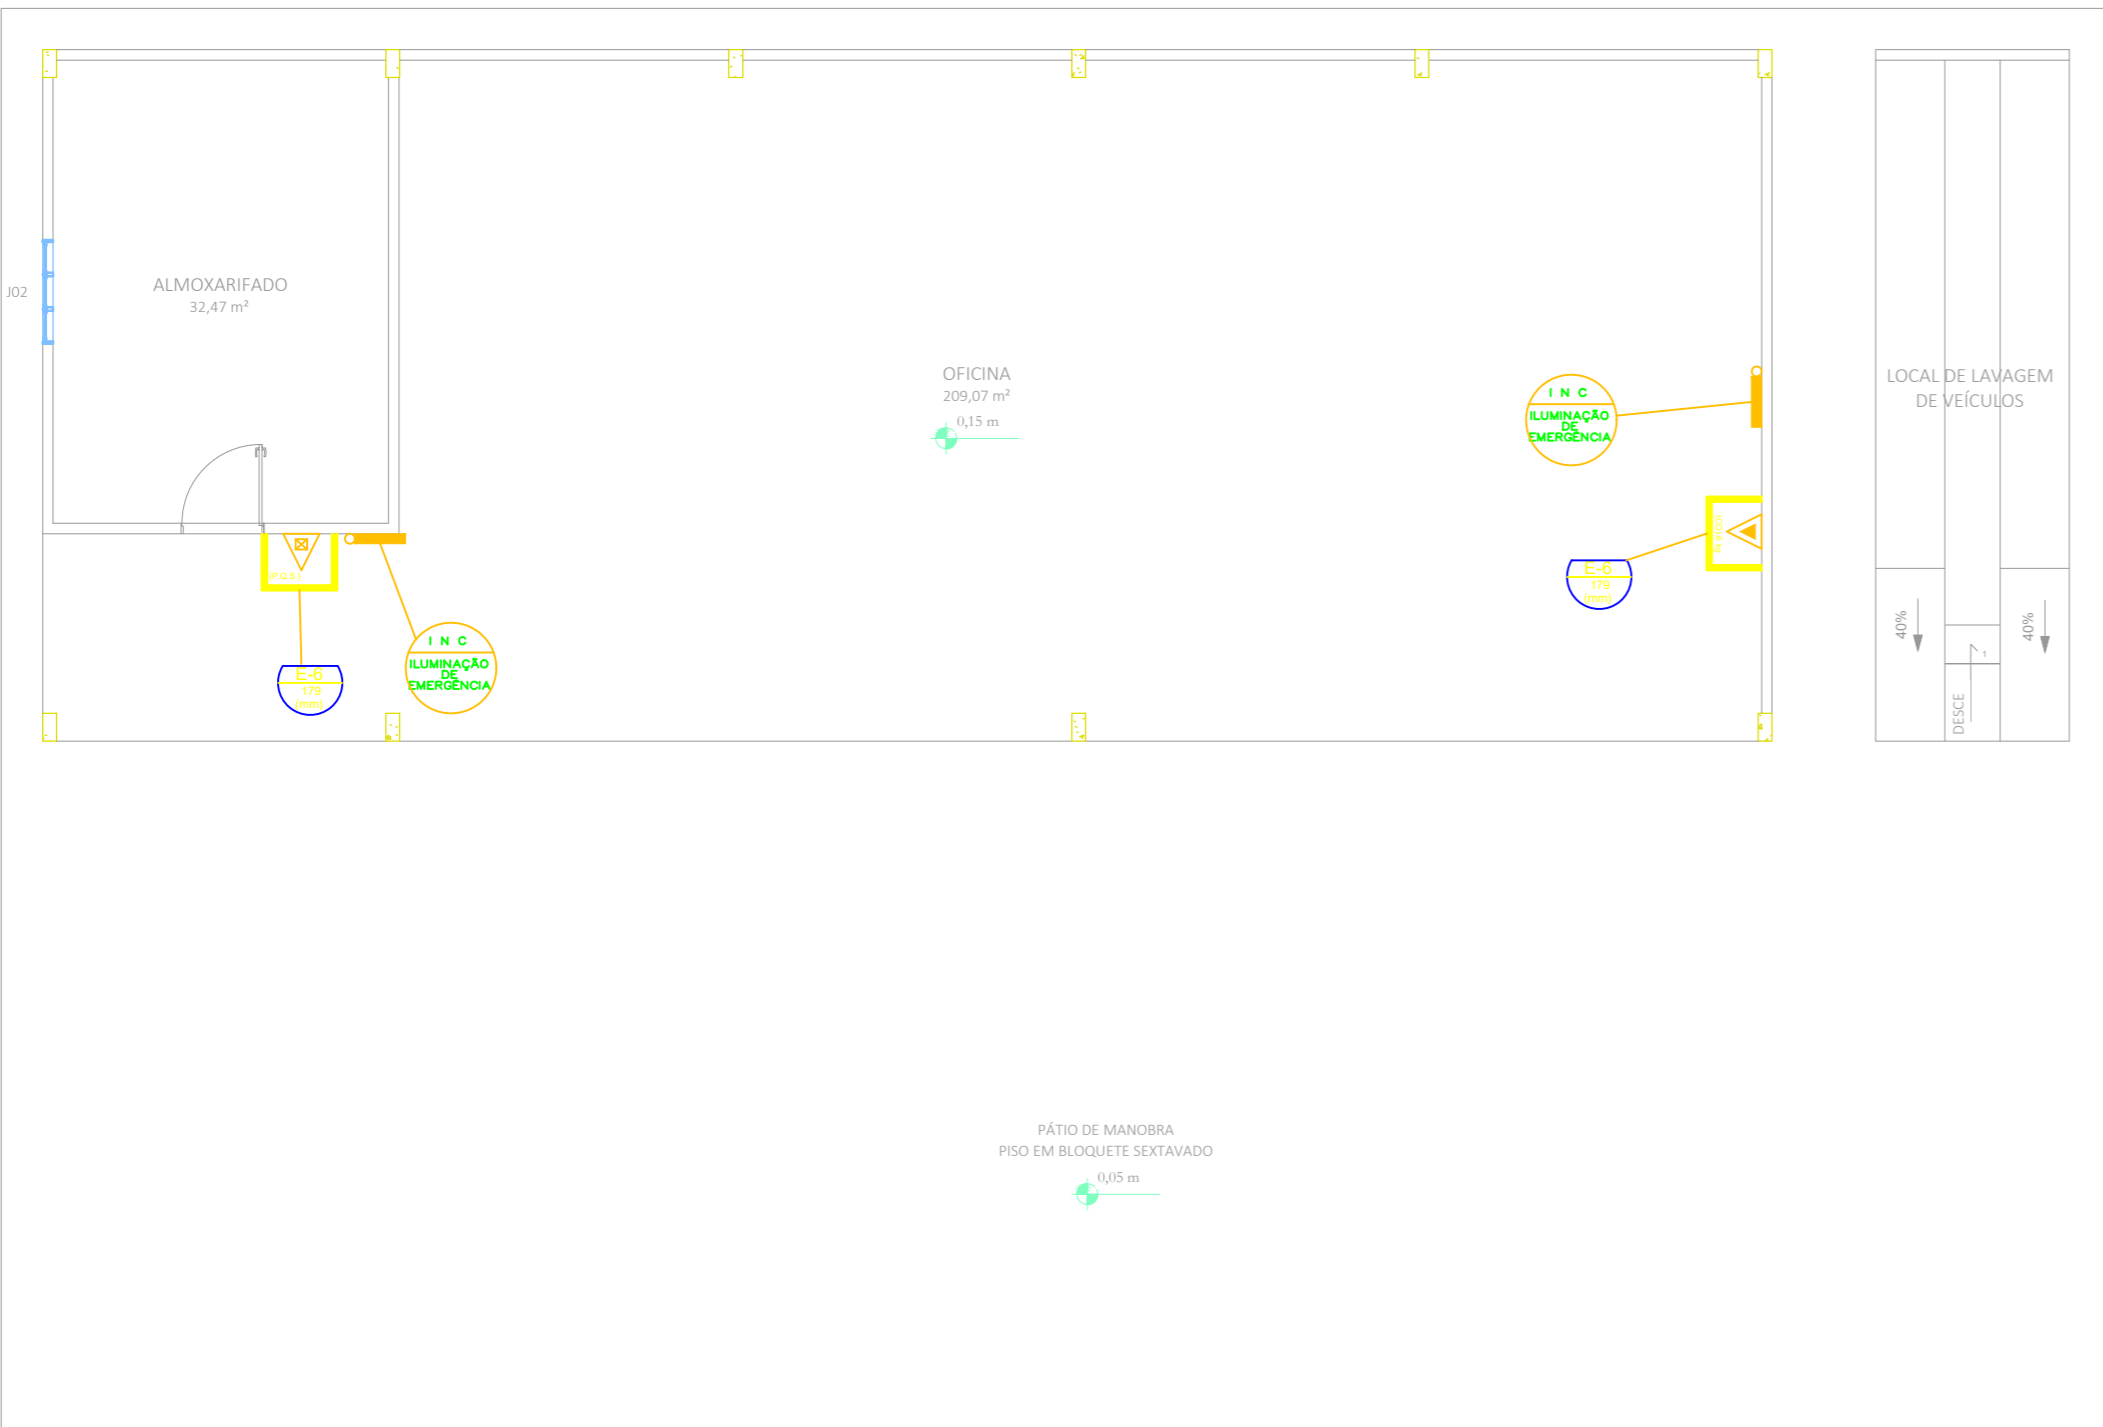 J02
ALMOXARIFADO
32,47 m²
OFICINA
209,07 m²
0,15 m
I N C
ILUMINAÇÃO
DE
EMERGÊNCIA
LOCAL DE LAVAGEM
DE VEÍCULOS
E-6
179
(mm)
I N C
ILUMINAÇÃO
DE
EMERGÊNCIA
E-6
179
(mm)
40%
40%
1
DESCE
PÁTIO DE MANOBRA
PISO EM BLOQUETE SEXTAVADO
0,05 m